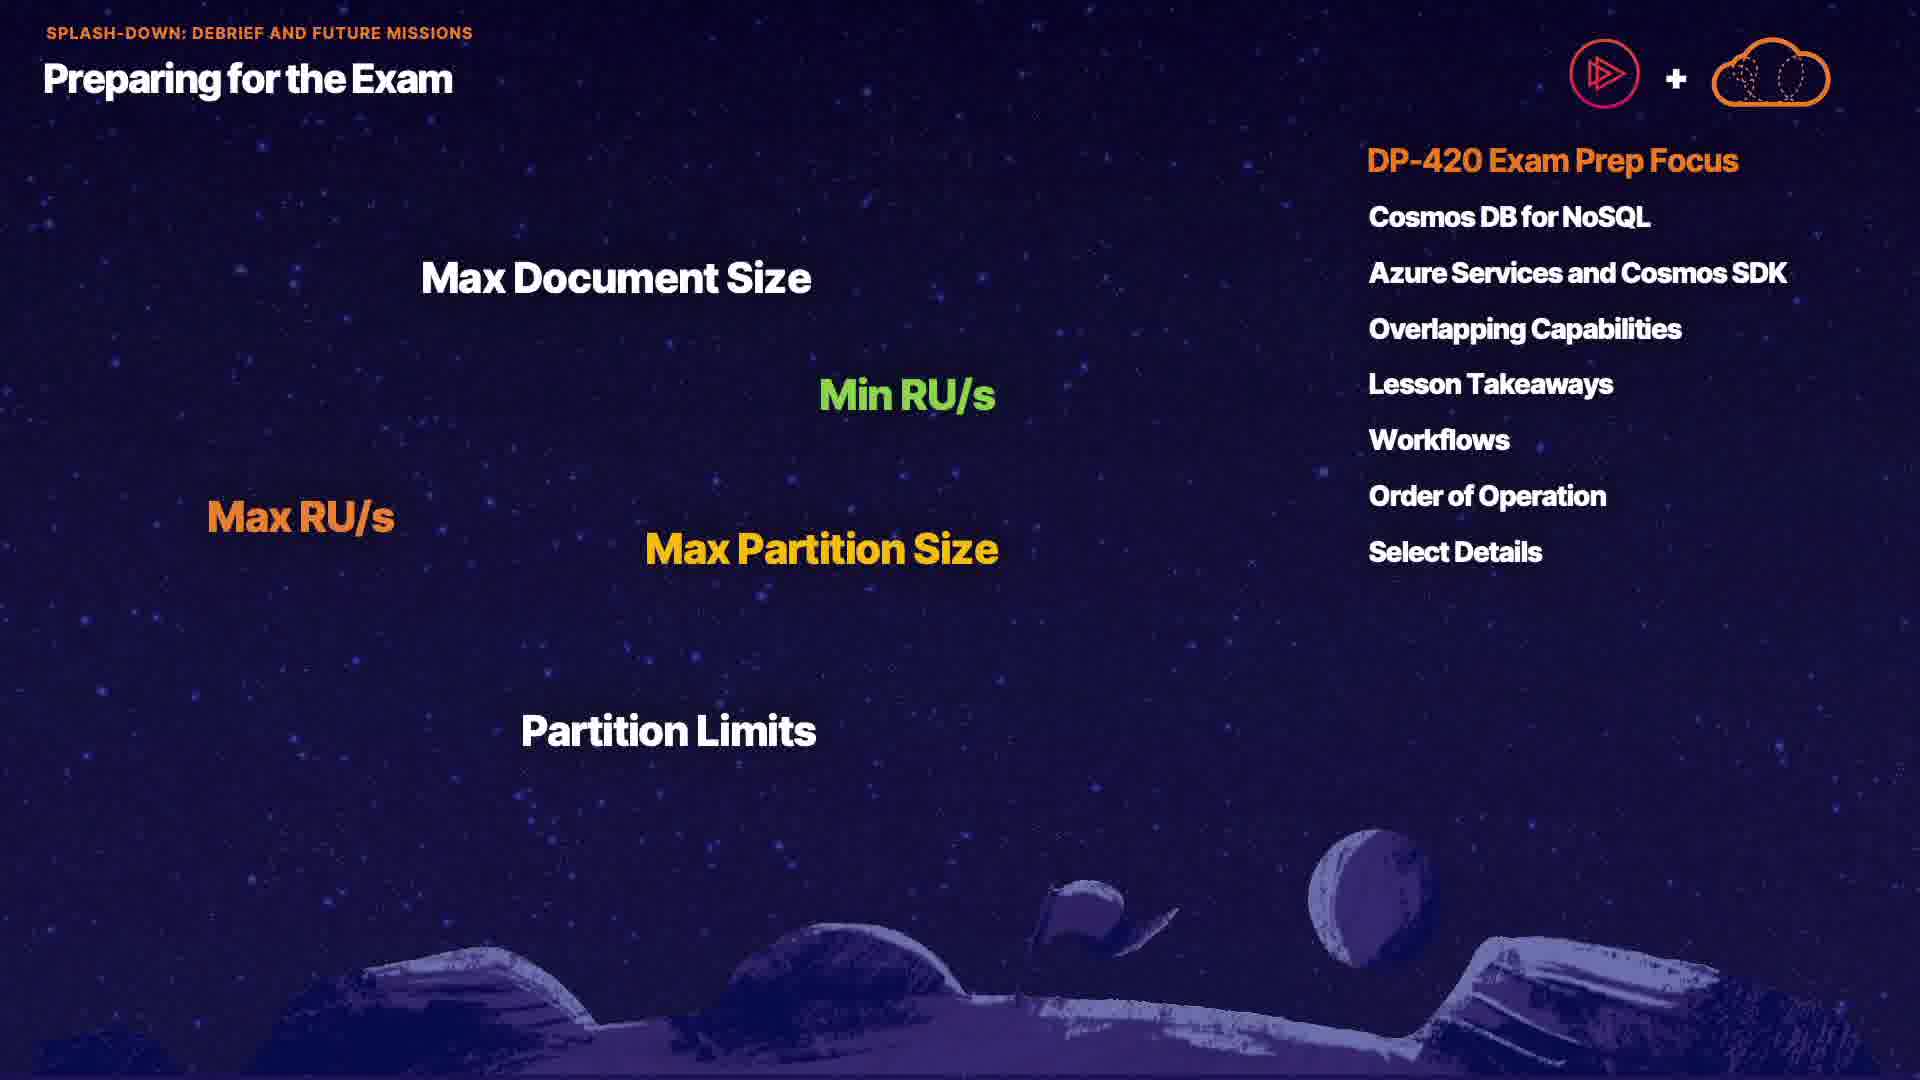 SPLASH-DOWN: DEBRIEF AND FUTURE MISSIONS
Preparing for the Exam
+
DP-420 Exam Prep Focus
Cosmos DB for NoSQL
Azure Services and Cosmos SDK
Overlapping Capabilities
Lesson Takeaways
Workflows
Order of Operation
Select Details
Max Document Size
Min RU/s
Max RU/s
Max Partition Size
Partition Limits